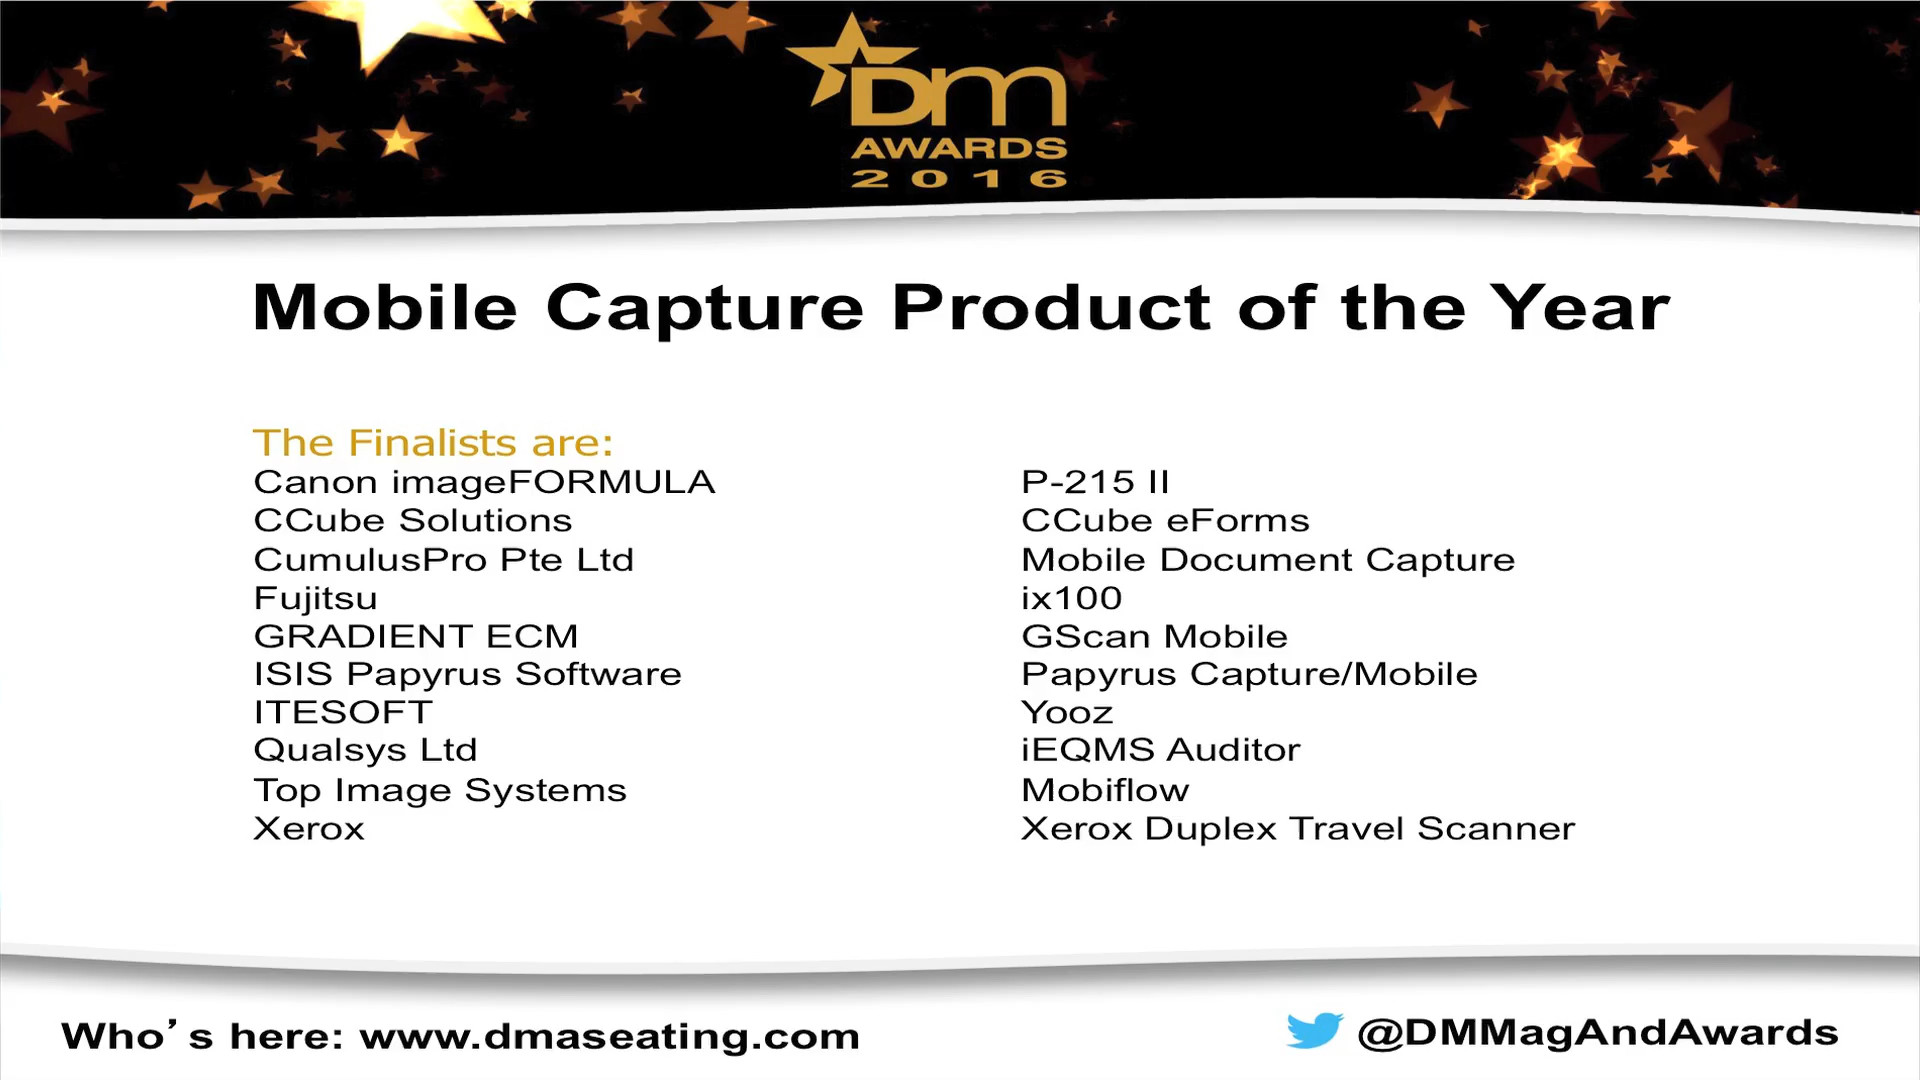 Dm
AWARDS
2016
Mobile Capture Product of the Year
The Finalists are:
Canon imageFORMULA P-215 II
CCube Solutions CCube eForms
CumulusPro Pte Ltd Mobile Document Capture
Fujitsu ix100
GRADIENT ECM GScan Mobile
ISIS Papyrus Software Papyrus Capture/Mobile
ITESOFT Yooz
Qualsys Ltd iEQMS Auditor
Top Image Systems Mobiflow
Xerox Xerox Duplex Travel Scanner
Who’s here: www.dmaseating.com @DMMagAndAwards